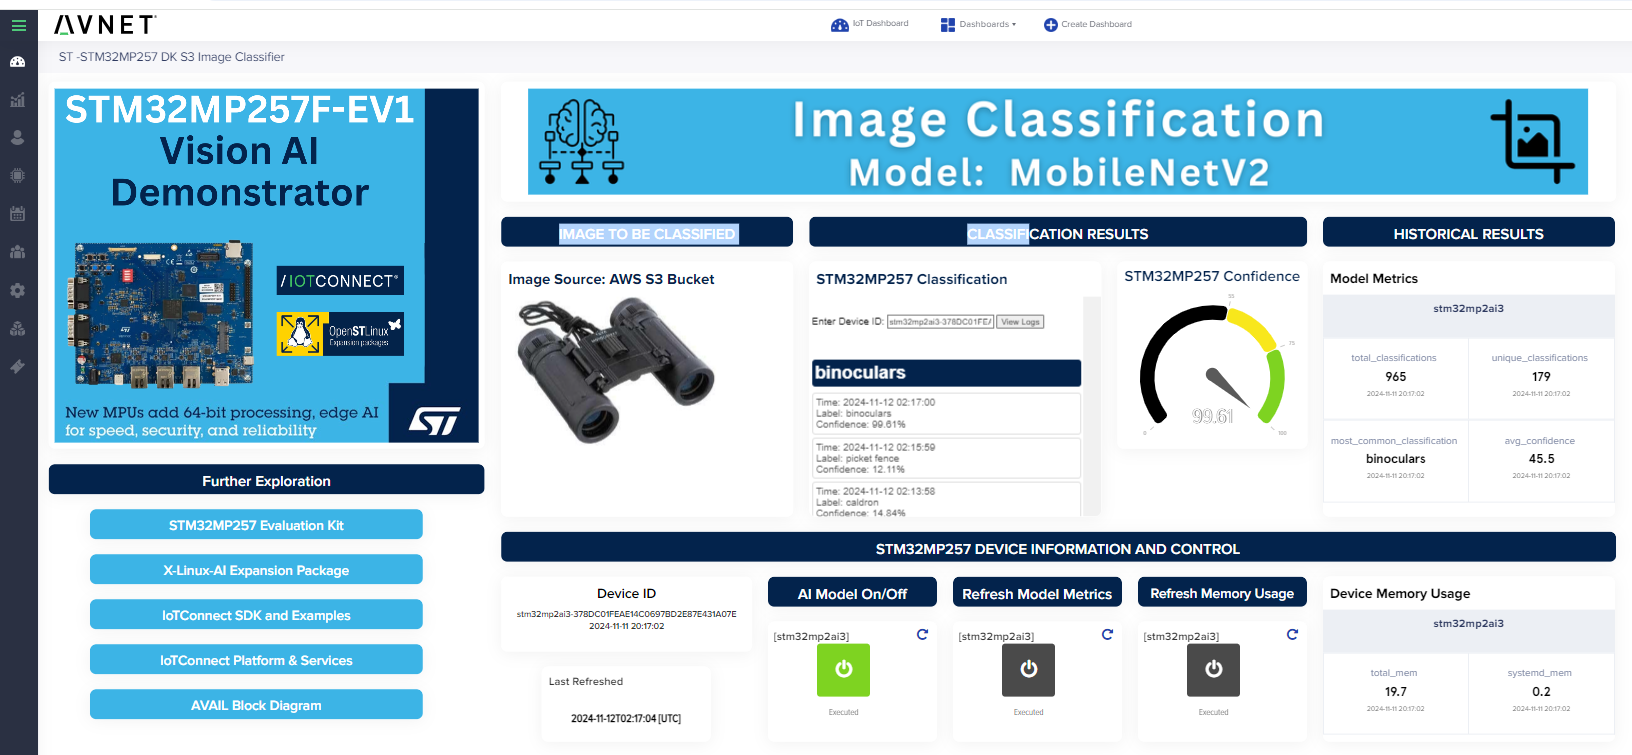 AVNET
IoT Dashboard
Dashboards
Create Dashboard
ST -STM32MP257 DK S3 Image Classifier
STM32MP257F-EV1
Vision AI
Demonstrator
/IOTCONNECT®
OpenSTLinux
Expansion packages
New MPUs add 64-bit processing, edge AI
for speed, security, and reliability
ST
Further Exploration
STM32MP257 Evaluation Kit
X-Linux-AI Expansion Package
IoTConnect SDK and Examples
IoTConnect Platform & Services
AVAIL Block Diagram
Image Classification
Model: MobileNetV2
IMAGE TO BE CLASSIFIED
CLASSIFICATION RESULTS
HISTORICAL RESULTS
Image Source: AWS S3 Bucket
STM32MP257 Classification
Enter Device ID: stm32mp2ai3-378DC01FEA View Logs
binoculars
Time: 2024-11-12 02:17:00
Label: binoculars
Confidence: 99.61%
Time: 2024-11-12 02:15:59
Label: picket fence
Confidence: 12.11%
Time: 2024-11-12 02:13:58
Label: caldron
Confidence: 14.84%
STM32MP257 Confidence
55
75
99.61
0
100
Model Metrics
stm32mp2ai3
total_classifications
965
2024-11-11 20:17:02
unique_classifications
179
2024-11-11 20:17:02
most_common_classification
binoculars
2024-11-11 20:17:02
avg_confidence
45.5
2024-11-11 20:17:02
STM32MP257 DEVICE INFORMATION AND CONTROL
Device ID
stm32mp2ai3-378DC01FEAE14C0697BD2E87E431A07E
2024-11-11 20:17:02
Last Refreshed
2024-11-12T02:17:04 [UTC]
AI Model On/Off
[stm32mp2ai3]
Executed
Refresh Model Metrics
[stm32mp2ai3]
Executed
Refresh Memory Usage
[stm32mp2ai3]
Executed
Device Memory Usage
stm32mp2ai3
total_mem
19.7
2024-11-11 20:17:02
systemd_mem
0.2
2024-11-11 20:17:02